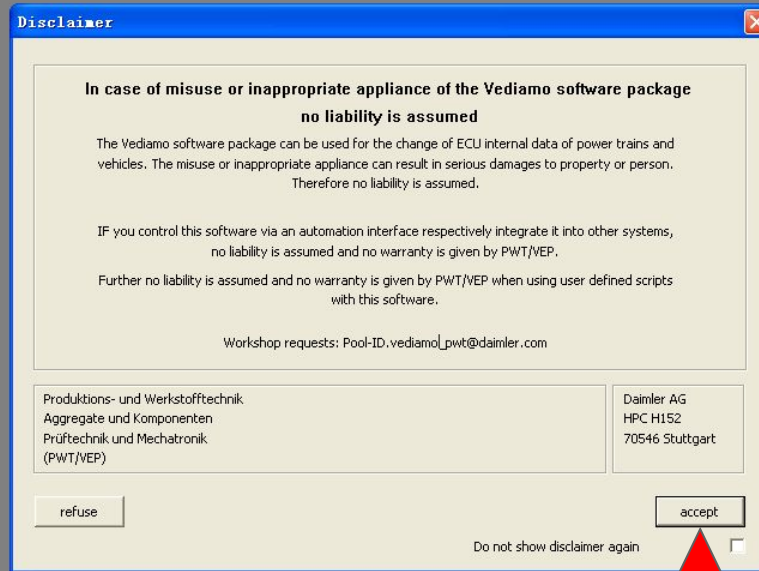 Disclaimer
In case of misuse or inappropriate appliance of the Vediamo software package
no liability is assumed
The Vediamo software package can be used for the change of ECU internal data of power trains and
vehicles. The misuse or inappropriate appliance can result in serious damages to property or person.
Therefore no liability is assumed.
IF you control this software via an automation interface respectively integrate it into other systems,
no liability is assumed and no warranty is given by PWT/VEP.
Further no liability is assumed and no warranty is given by PWT/VEP when using user defined scripts
with this software.
Workshop requests: Pool-ID.vediamo_pwt@daimler.com
Produktions- und Werkstofftechnik
Aggregate und Komponenten
Prüftechnik und Mechatronik
(PWT/VEP)
Daimler AG
HPC H152
70546 Stuttgart
refuse
accept
Do not show disclaimer again